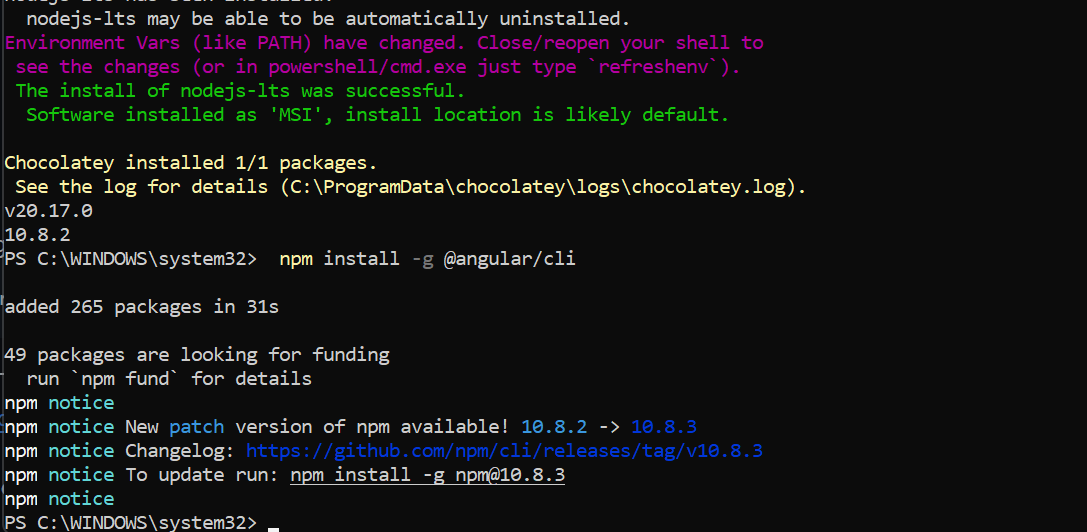 nodejs-lts may be able to be automatically uninstalled.
Environment Vars (like PATH) have changed. Close/reopen your shell to
see the changes (or in powershell/cmd.exe just type `refreshenv`).
The install of nodejs-lts was successful.
Software installed as 'MSI', install location is likely default.
Chocolatey installed 1/1 packages.
See the log for details (C:\ProgramData\chocolatey\logs\chocolatey.log).
v20.17.0
10.8.2
PS C:\WINDOWS\system32>  npm install -g @angular/cli
added 265 packages in 31s
49 packages are looking for funding
run `npm fund` for details
npm notice
npm notice New patch version of npm available! 10.8.2 -> 10.8.3
npm notice Changelog: https://github.com/npm/cli/releases/tag/v10.8.3
npm notice To update run: npm install -g npm@10.8.3
npm notice
PS C:\WINDOWS\system32>